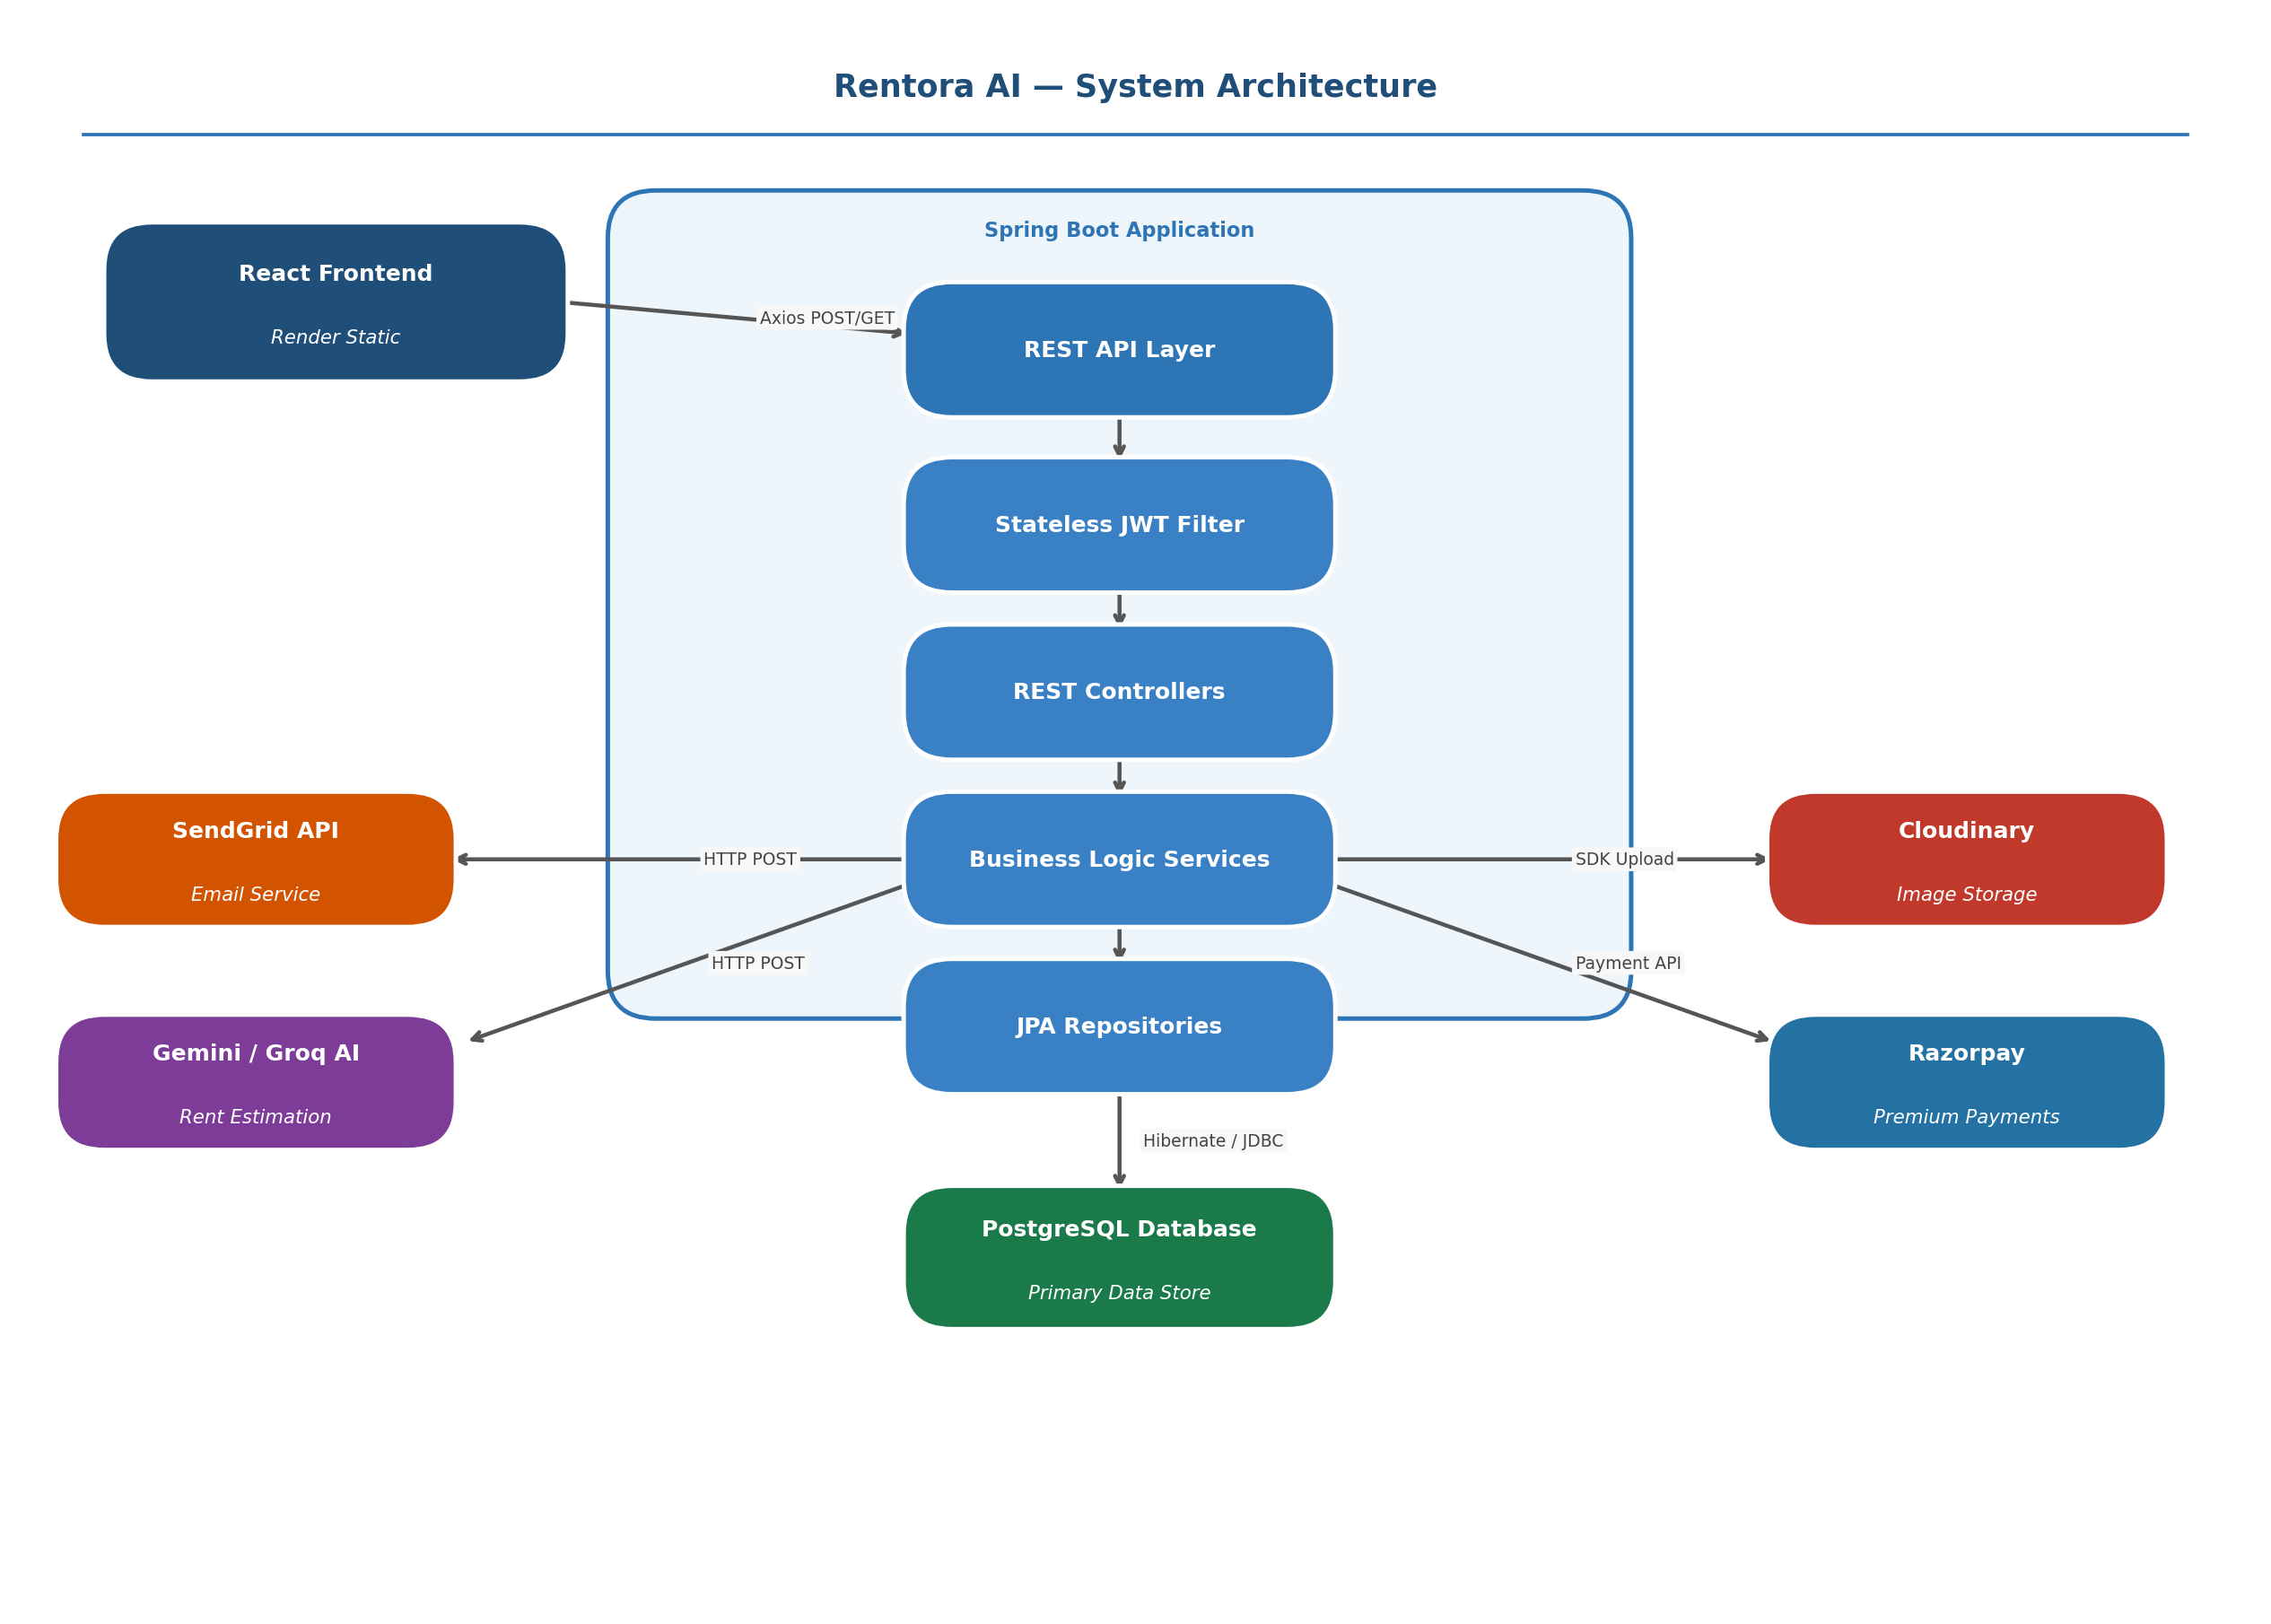 Rentora AI — System Architecture
Spring Boot Application
React Frontend
Render Static
Axios POST/GET
REST API Layer
Stateless JWT Filter
REST Controllers
SendGrid API
Email Service
HTTP POST
Business Logic Services
SDK Upload
Cloudinary
Image Storage
HTTP POST
Payment API
Gemini / Groq AI
Rent Estimation
JPA Repositories
Razorpay
Premium Payments
Hibernate / JDBC
PostgreSQL Database
Primary Data Store